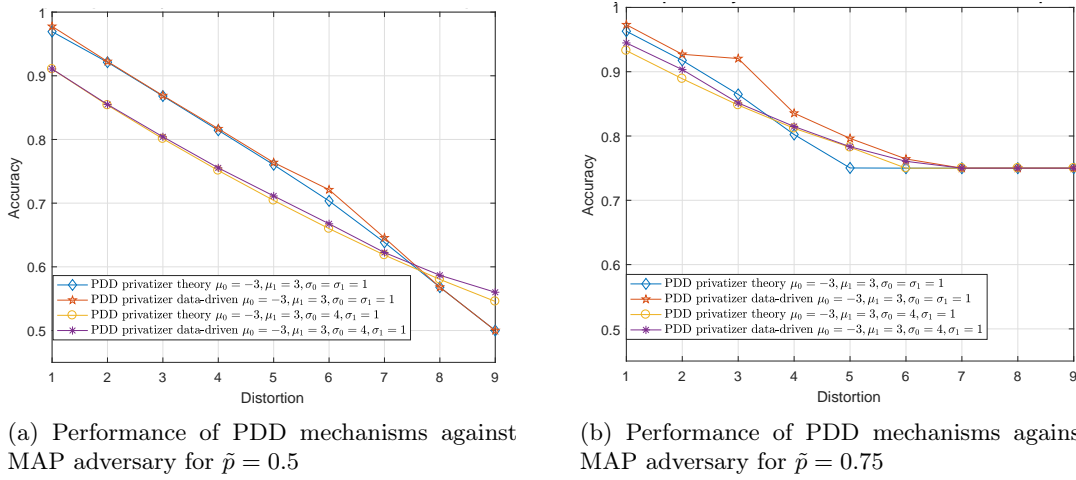 1
0.9
0.8
0.7
0.6
0.5
Accuracy
PDD privatizer theory μ₀ = −3, μ₁ = 3, σ₀ = σ₁ = 1
PDD privatizer data-driven μ₀ = −3, μ₁ = 3, σ₀ = σ₁ = 1
PDD privatizer theory μ₀ = −3, μ₁ = 3, σ₀ = 4, σ₁ = 1
PDD privatizer data-driven μ₀ = −3, μ₁ = 3, σ₀ = 4, σ₁ = 1
1 2 3 4 5 6 7 8 9
Distortion
(a) Performance of PDD mechanisms against
MAP adversary for p̃ = 0.5
1
0.9
0.8
0.7
0.6
0.5
Accuracy
PDD privatizer theory μ₀ = −3, μ₁ = 3, σ₀ = σ₁ = 1
PDD privatizer data-driven μ₀ = −3, μ₁ = 3, σ₀ = σ₁ = 1
PDD privatizer theory μ₀ = −3, μ₁ = 3, σ₀ = 4, σ₁ = 1
PDD privatizer data-driven μ₀ = −3, μ₁ = 3, σ₀ = 4, σ₁ = 1
1 2 3 4 5 6 7 8 9
Distortion
(b) Performance of PDD mechanisms agains
MAP adversary for p̃ = 0.75